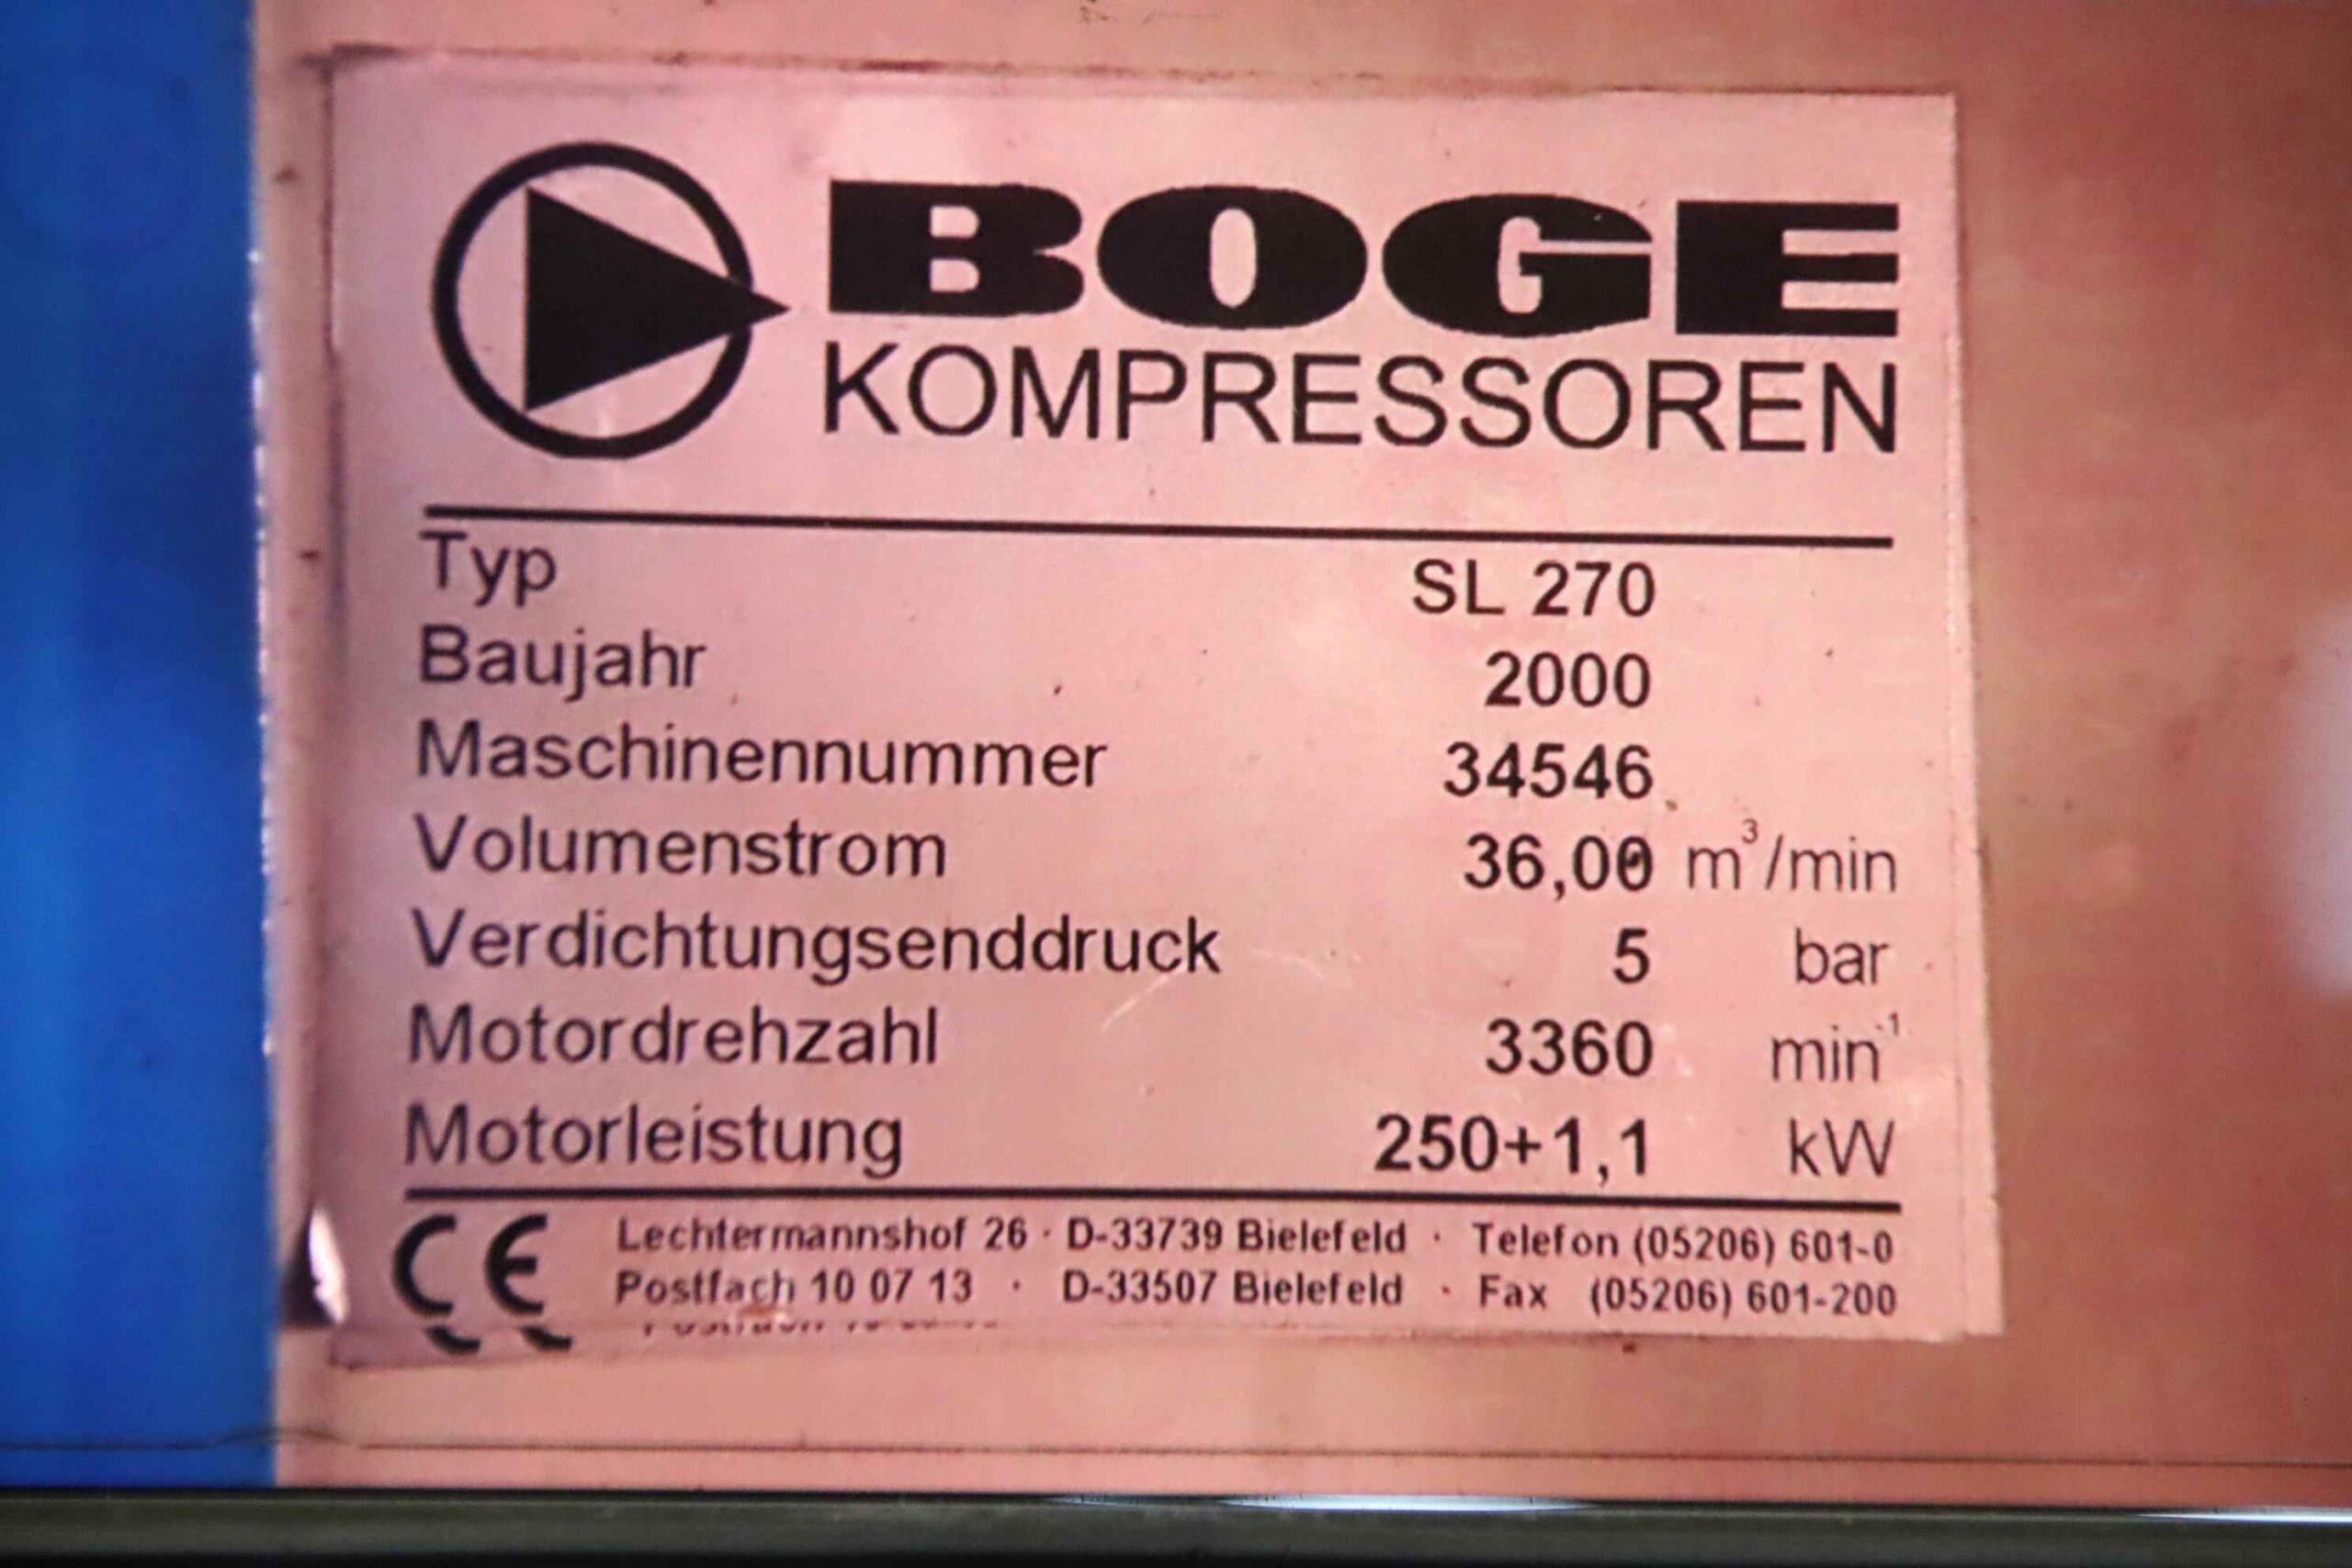 BOGE
KOMPRESSOREN
Typ SL 270
Baujahr 2000
Maschinennummer 34546
Volumenstrom 36,00 m³/min
Verdichtungsenddruck 5 bar
Motordrehzahl 3360 min⁻¹
Motorleistung 250+1,1 kW
CE Lechtermannshof 26 · D-33739 Bielefeld · Telefon (05206) 601-0
Postfach 10 07 13 · D-33507 Bielefeld · Fax (05206) 601-200